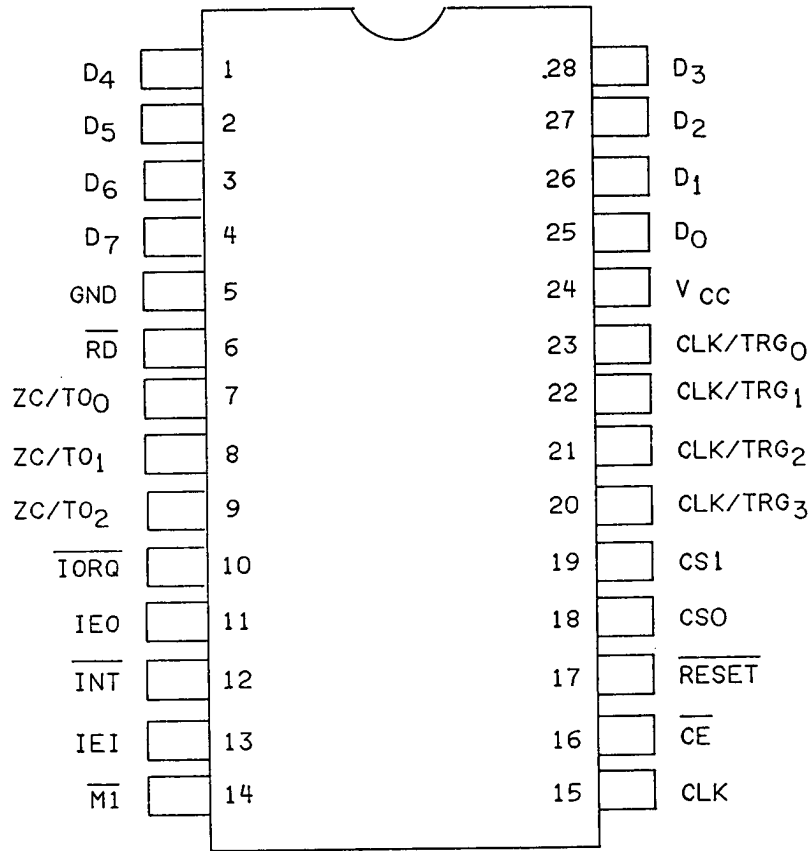 D4 1 .28 D3
D5 2 27 D2
D6 3 26 D1
D7 4 25 D0
GND 5 24 VCC
RD 6 23 CLK/TRG0
ZC/TO0 7 22 CLK/TRG1
ZC/TO1 8 21 CLK/TRG2
ZC/TO2 9 20 CLK/TRG3
IORQ 10 19 CS1
IEO 11 18 CS0
INT 12 17 RESET
IEI 13 16 CE
M1 14 15 CLK